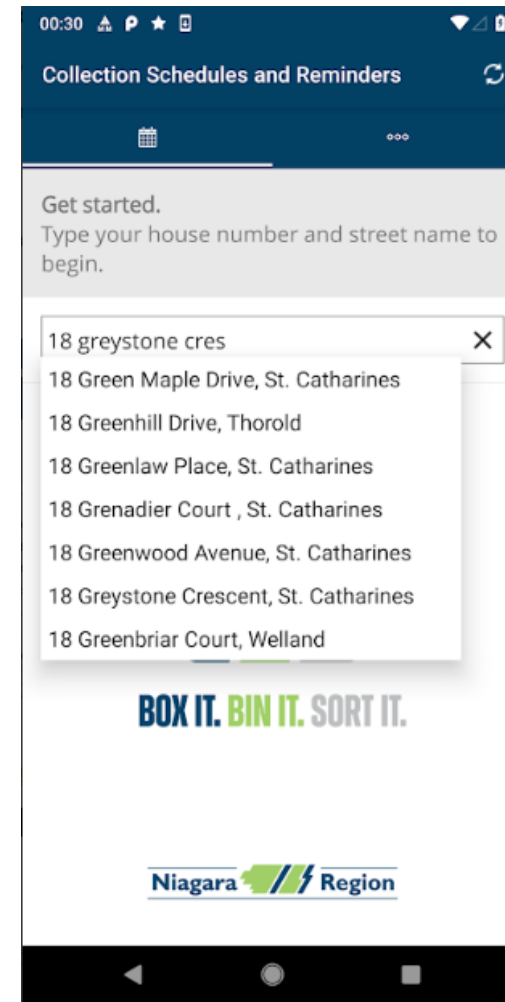 00:30
Collection Schedules and Reminders
Get started.
Type your house number and street name to
begin.
18 greystone cres
18 Green Maple Drive, St. Catharines
18 Greenhill Drive, Thorold
18 Greenlaw Place, St. Catharines
18 Grenadier Court , St. Catharines
18 Greenwood Avenue, St. Catharines
18 Greystone Crescent, St. Catharines
18 Greenbriar Court, Welland
BOX IT. BIN IT. SORT IT.
Niagara Region